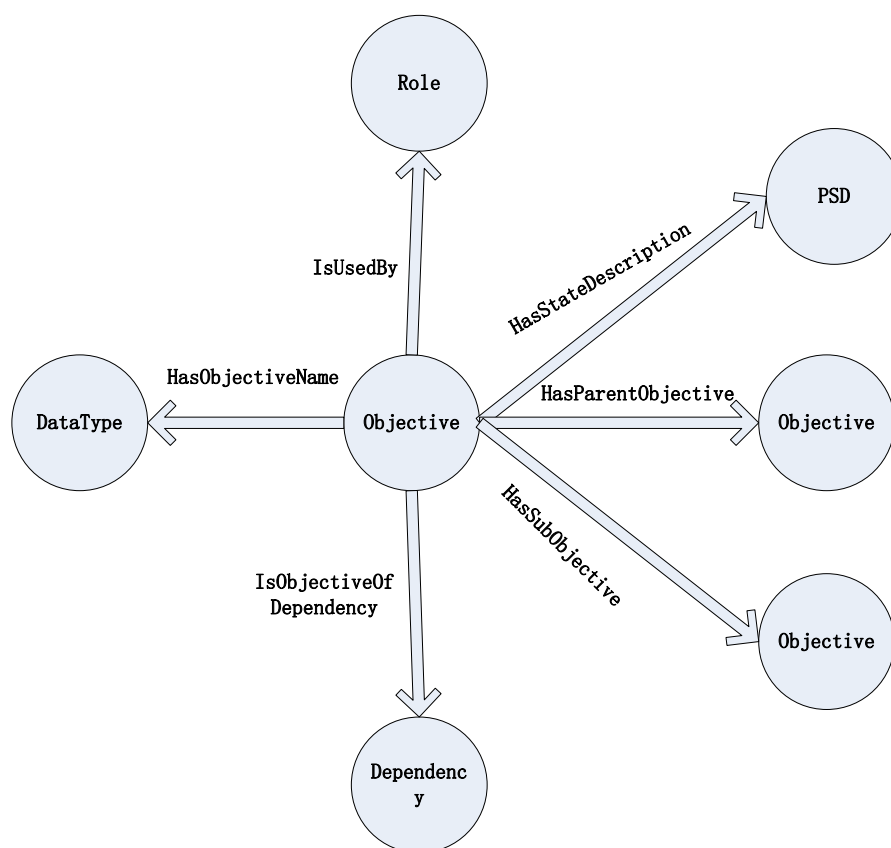 Role
PSD
IsUsedBy
HasStateDescription
HasObjectiveName
HasParentObjective
DataType
Objective
Objective
HasSubObjective
IsObjectiveOf
Dependency
Objective
Dependenc
y